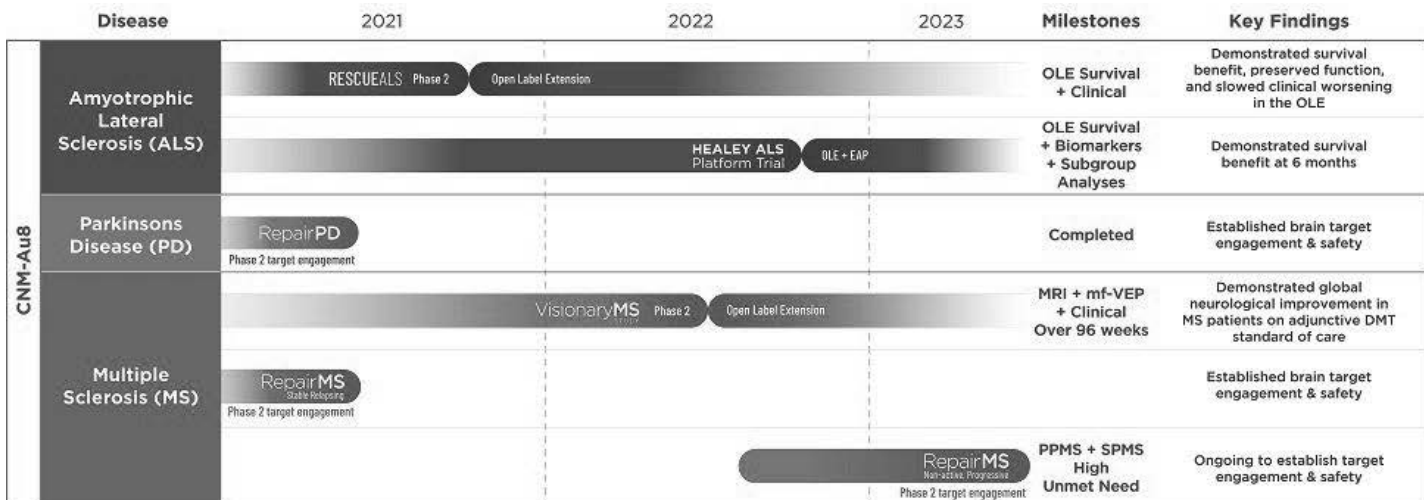 Disease
2021
2022
2023
Milestones
Key Findings
CNM-Au8
Amyotrophic
Lateral
Sclerosis (ALS)
RESCUEALS Phase 2
Open Label Extension
OLE Survival
+ Clinical
Demonstrated survival
benefit, preserved function,
and slowed clinical worsening
in the OLE
HEALEY ALS
Platform Trial
OLE + EAP
OLE Survival
+ Biomarkers
+ Subgroup
Analyses
Demonstrated survival
benefit at 6 months
Parkinsons
Disease (PD)
RepairPD
Phase 2 target engagement
Completed
Established brain target
engagement & safety
Multiple
Sclerosis (MS)
VisionaryMS Phase 2
Open Label Extension
MRI + mf-VEP
+ Clinical
Over 96 weeks
Demonstrated global
neurological improvement in
MS patients on adjunctive DMT
standard of care
RepairMS
Stable Relapsing
Phase 2 target engagement
Established brain target
engagement & safety
RepairMS
Non-active, Progressive
Phase 2 target engagement
PPMS + SPMS
High
Unmet Need
Ongoing to establish target
engagement & safety